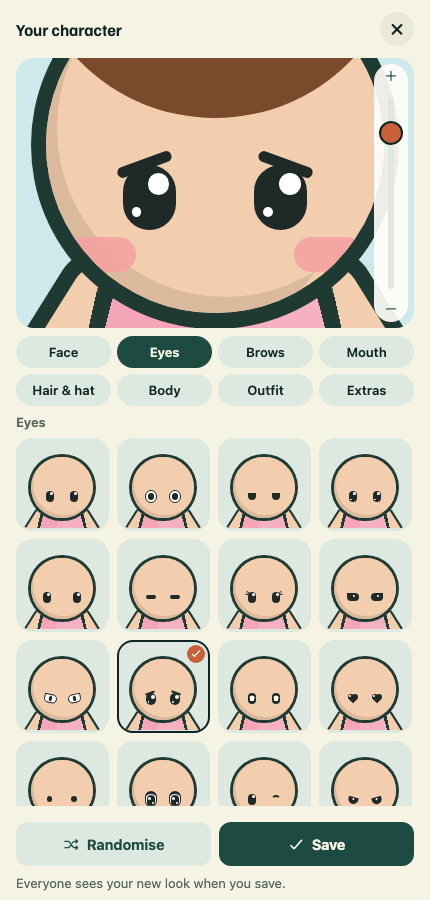 Your character
Face
Eyes
Brows
Mouth
Hair & hat
Body
Outfit
Extras
Eyes
Randomise
Save
Everyone sees your new look when you save.